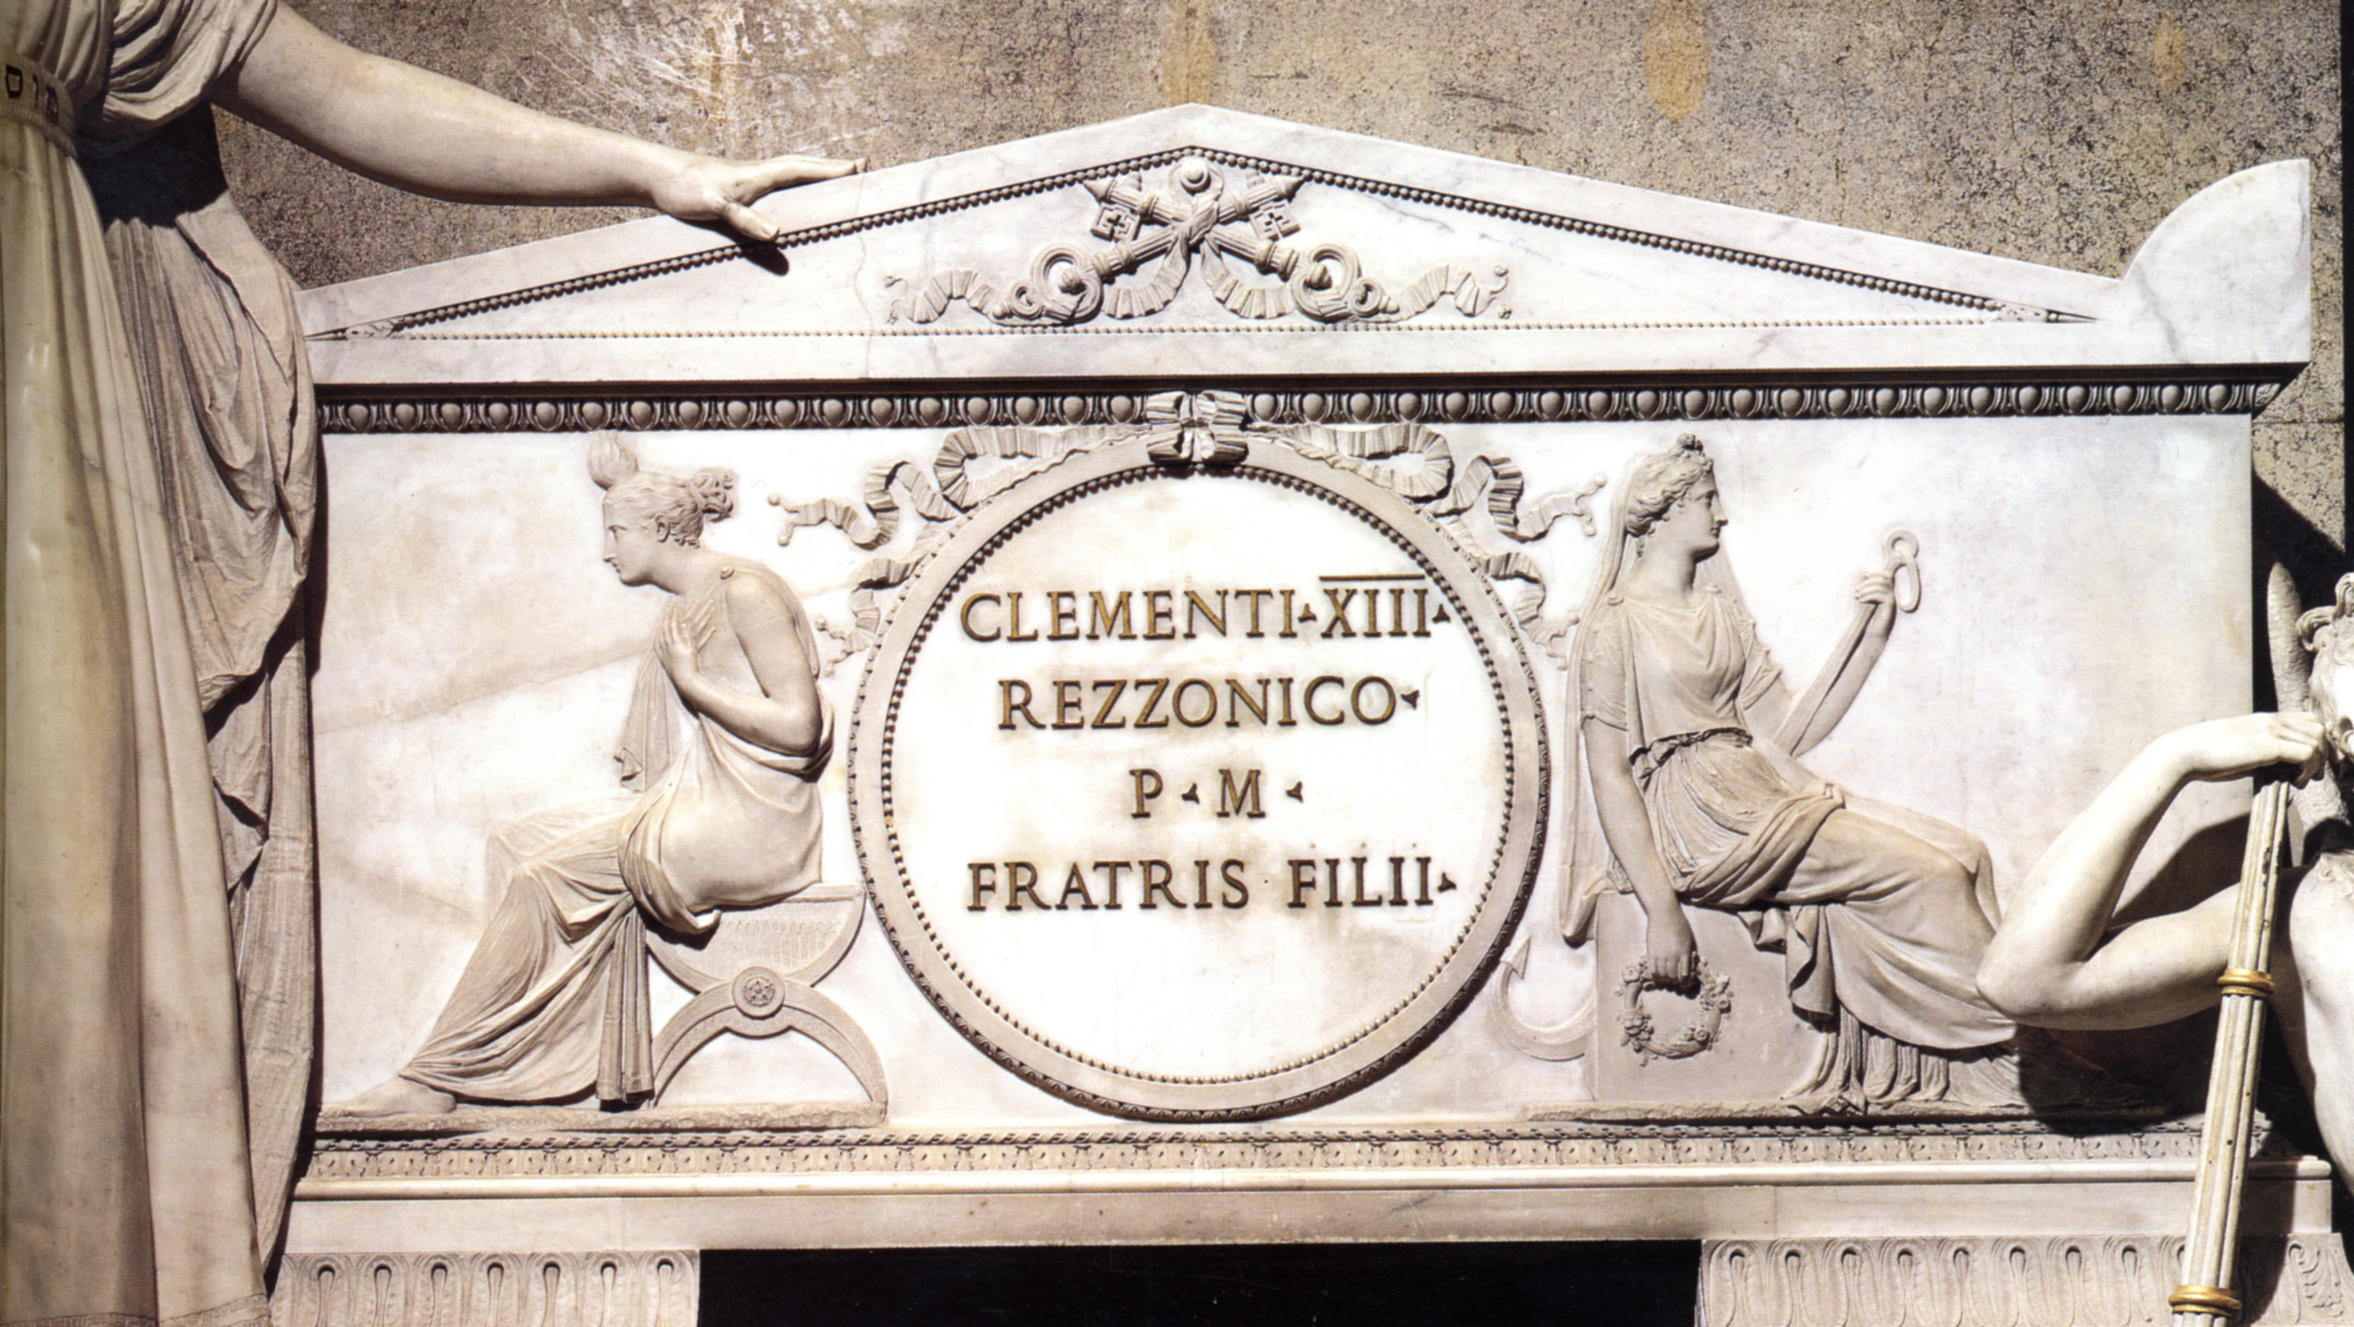 CLEMENTI·XIII·
REZZONICO·
P·M·
FRATRIS FILII·